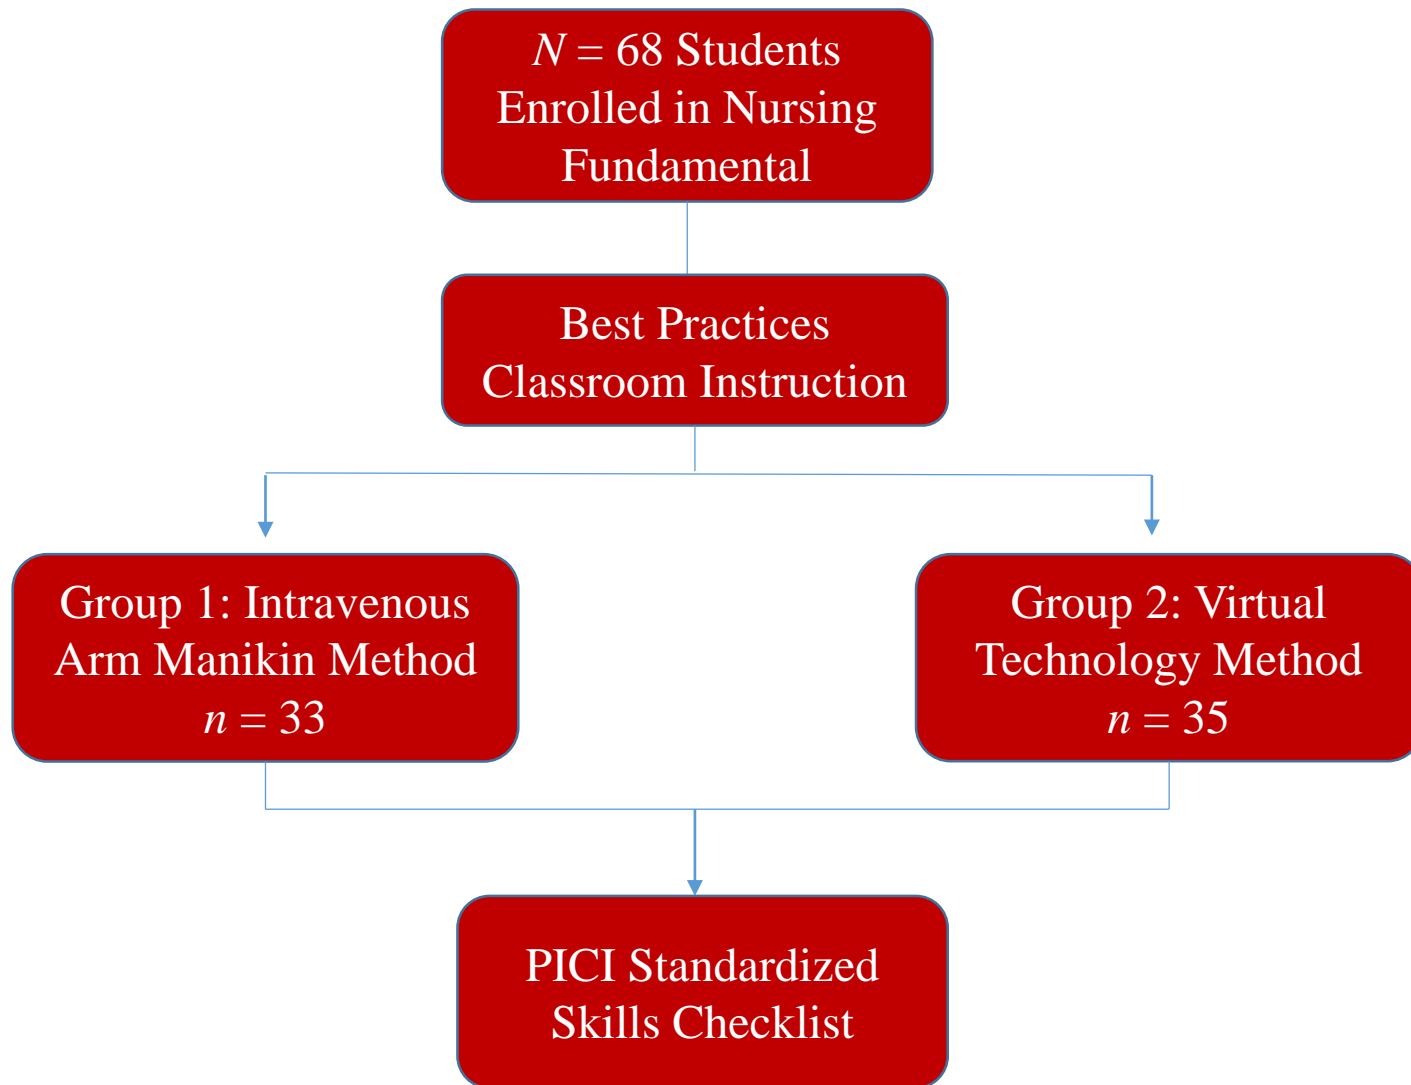 N = 68 Students
Enrolled in Nursing
Fundamental
Best Practices
Classroom Instruction
Group 1: Intravenous
Arm Manikin Method
n = 33
Group 2: Virtual
Technology Method
n = 35
PICI Standardized
Skills Checklist